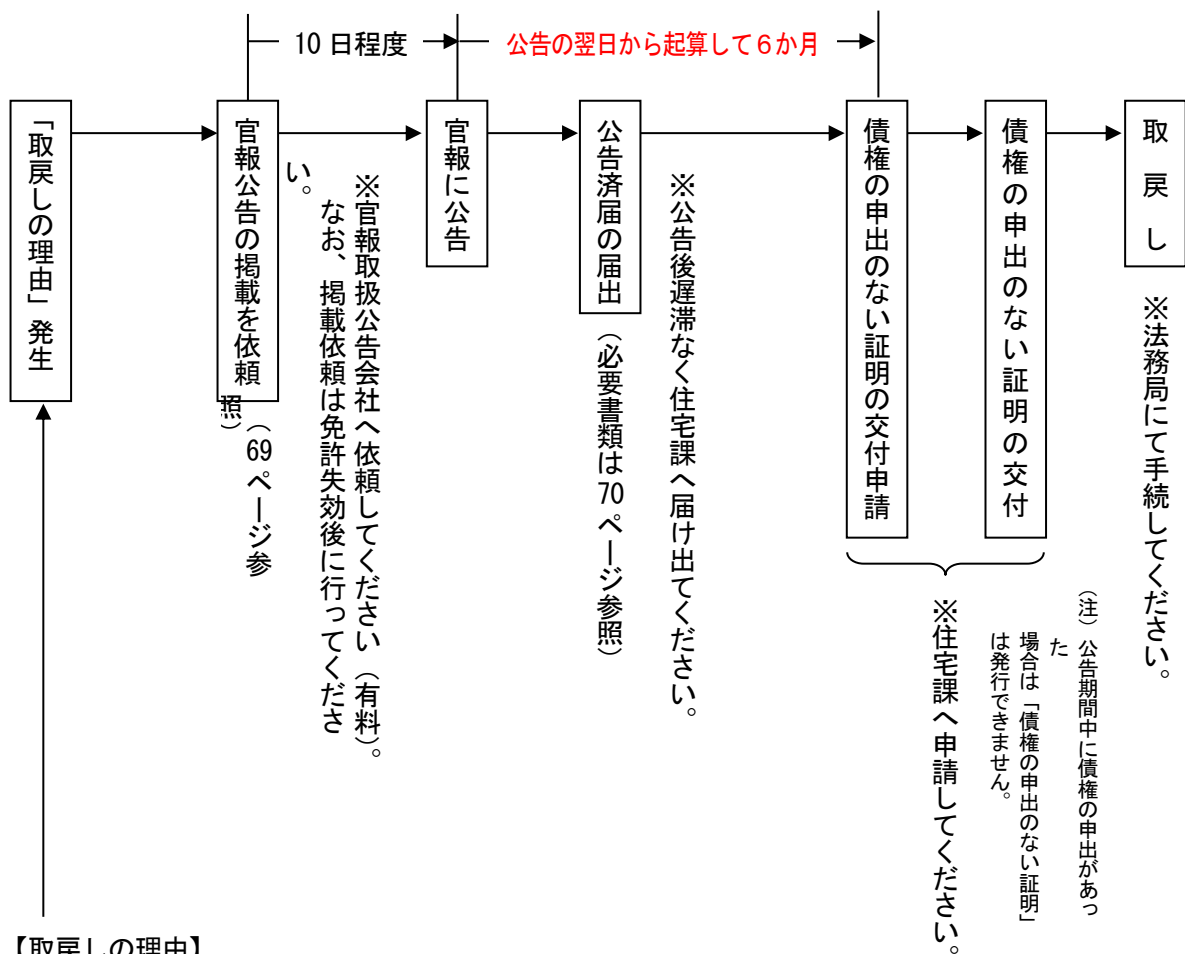 10 日程度
公告の翌日から起算して６か月
「取戻しの理由」発生
官報公告の掲載を依頼
（69 ページ参
照）
※官報取扱公告会社へ依頼してください（有料）。
なお、掲載依頼は免許失効後に行ってくださ
い。
官報に公告
公告済届の届出
（必要書類は 70 ページ参照）
※公告後遅滞なく住宅課へ届け出てください。
債権の申出のない証明の交付申請
債権の申出のない証明の交付
※住宅課へ申請してください。
（注）公告期間中に債権の申出があっ
た
場合は「債権の申出のない証明」
は発行できません。
取戻し
※法務局にて手続してください。
【取戻しの理由】